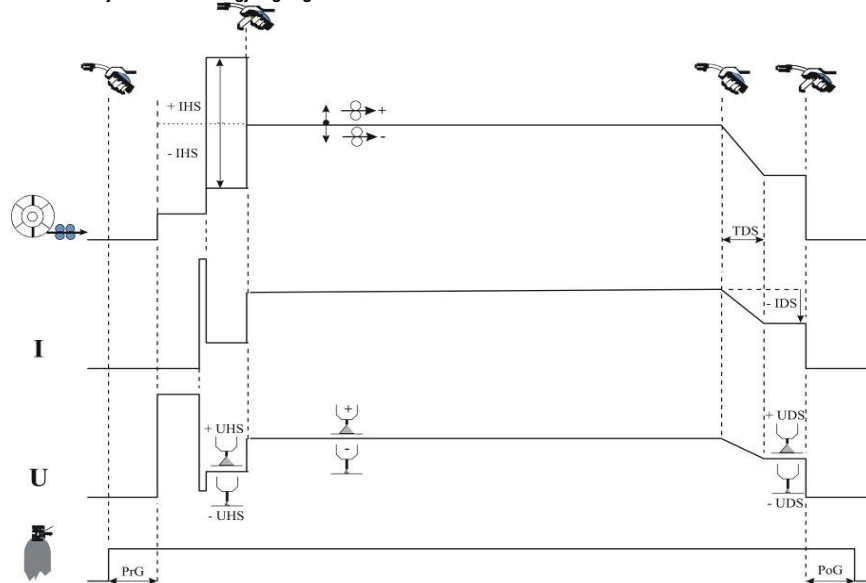 + IHS
+
-
- IHS
TDS
- IDS
I
+
+ UHS
+ UDS
-
U
- UHS
- UDS
PrG
PoG